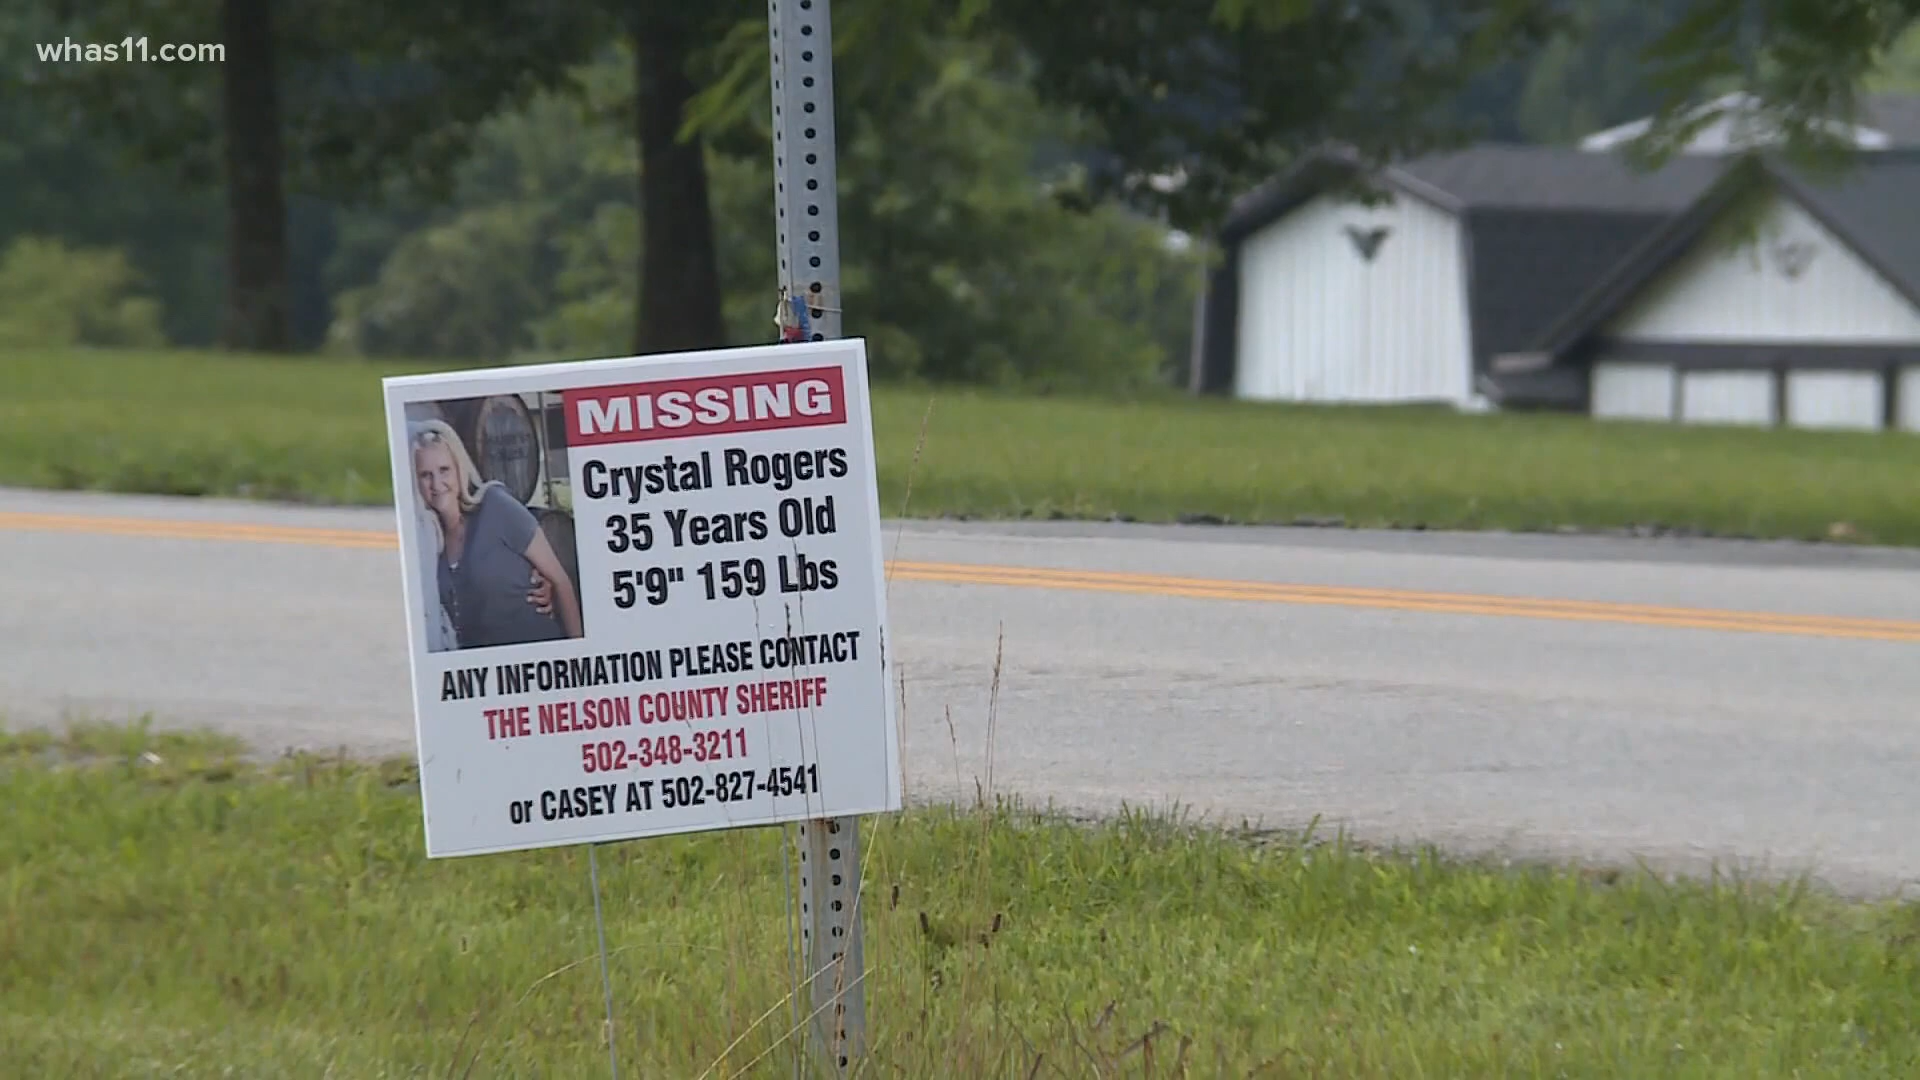 whas11.com
MISSING
Crystal Rogers
35 Years Old
5'9" 159 Lbs
ANY INFORMATION PLEASE CONTACT
THE NELSON COUNTY SHERIFF
502-348-3211
or CASEY AT 502-827-4541